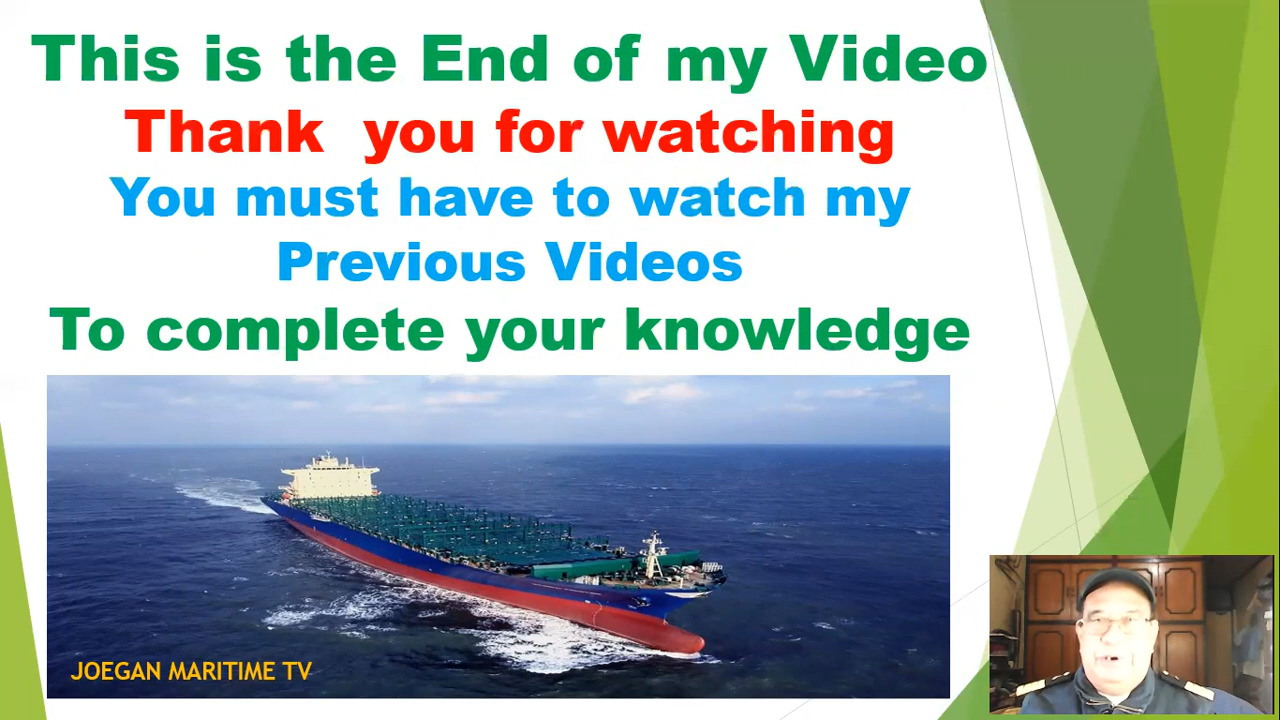 This is the End of my Video
Thank you for watching
You must have to watch my
Previous Videos
To complete your knowledge
JOEGAN MARITIME TV